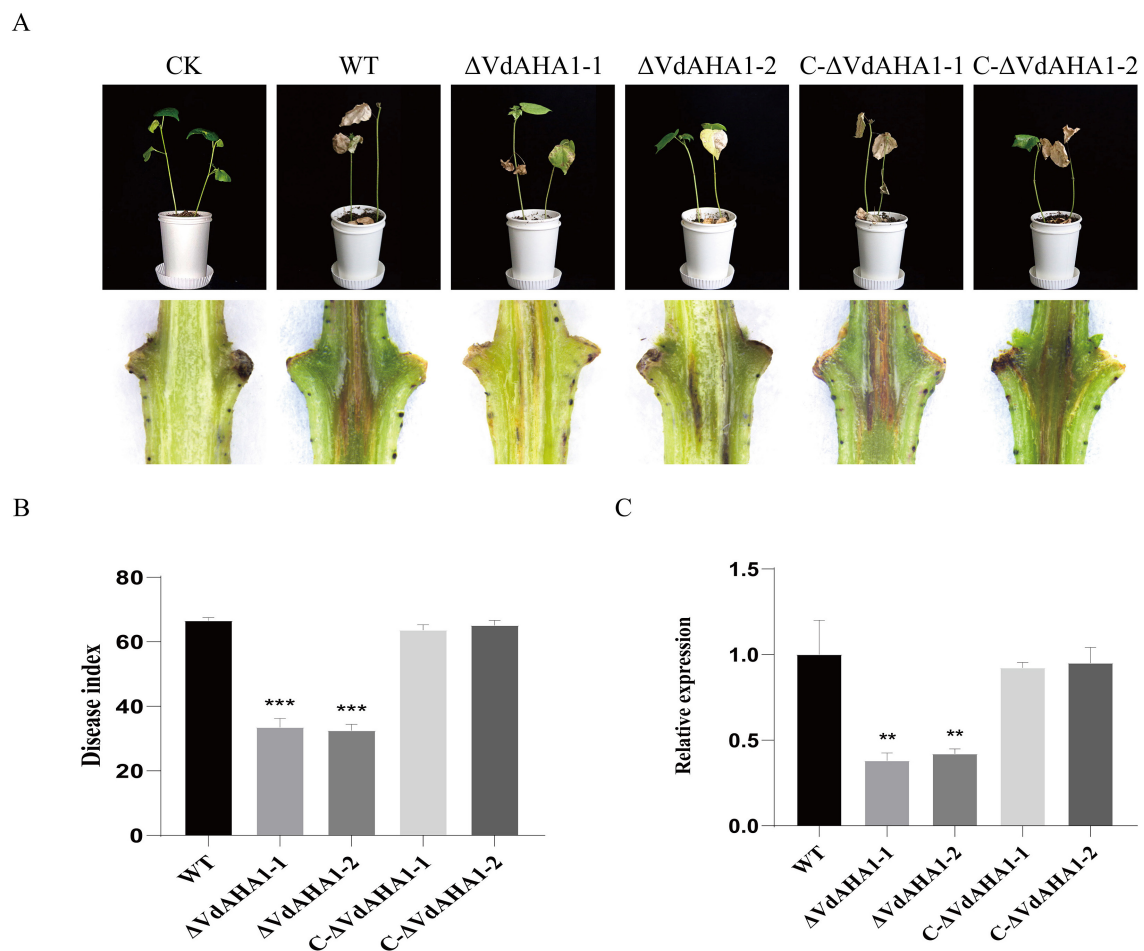 A
CK WT ΔVdAHA1-1 ΔVdAHA1-2 C-ΔVdAHA1-1 C-ΔVdAHA1-2
B
Disease index
80
60
40
20
0
***
***
WT
ΔVdAHA1-1
ΔVdAHA1-2
C-ΔVdAHA1-1
C-ΔVdAHA1-2
C
Relative expression
1.5
1.0
0.5
0.0
**
**
WT
ΔVdAHA1-1
ΔVdAHA1-2
C-ΔVdAHA1-1
C-ΔVdAHA1-2